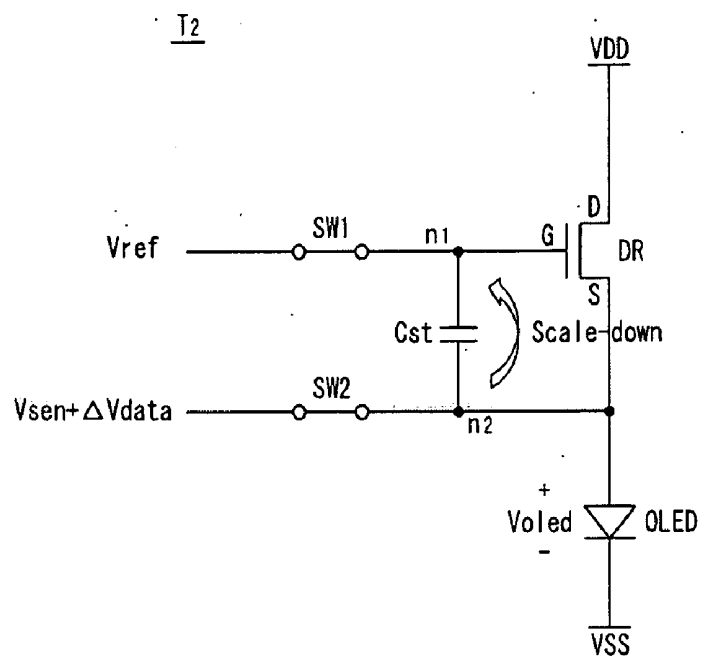 T2
VDD
D
Vref
SW1
n1
G
DR
S
Cst
Scale-down
Vsen+ΔVdata
SW2
n2
+
Voled
OLED
-
VSS